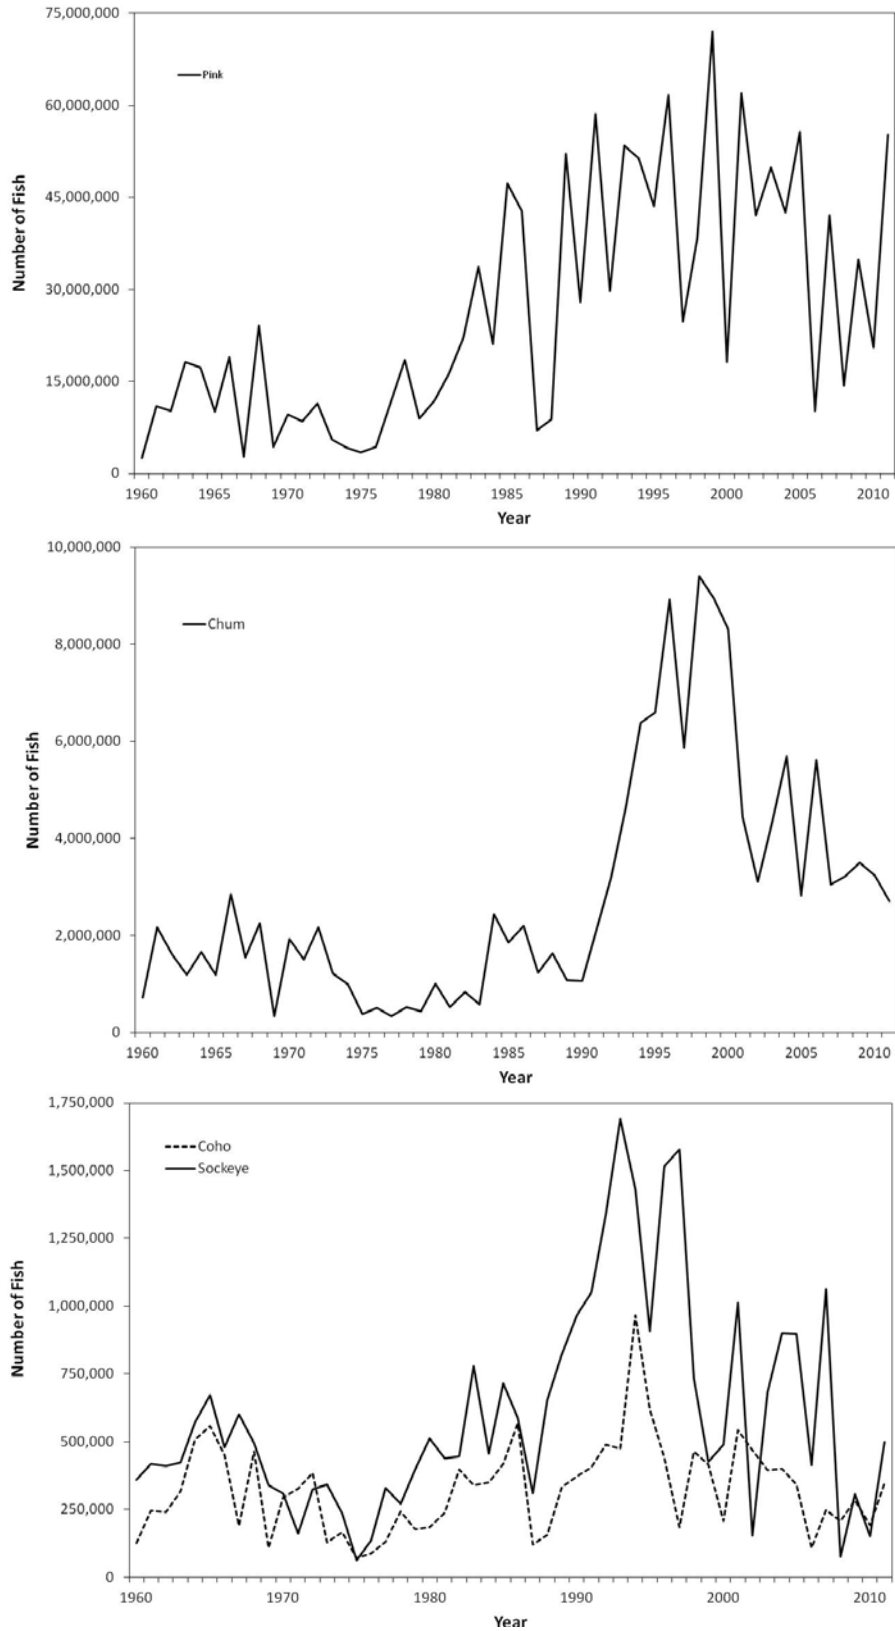 75,000,000
Pink
60,000,000
45,000,000
Number of Fish
30,000,000
15,000,000
0
1960 1965 1970 1975 1980 1985 1990 1995 2000 2005 2010
Year
10,000,000
Chum
8,000,000
6,000,000
Number of Fish
4,000,000
2,000,000
0
1960 1965 1970 1975 1980 1985 1990 1995 2000 2005 2010
Year
1,750,000
Coho
Sockeye
1,500,000
1,250,000
Number of Fish
1,000,000
750,000
500,000
250,000
0
1960 1970 1980 1990 2000 2010
Year